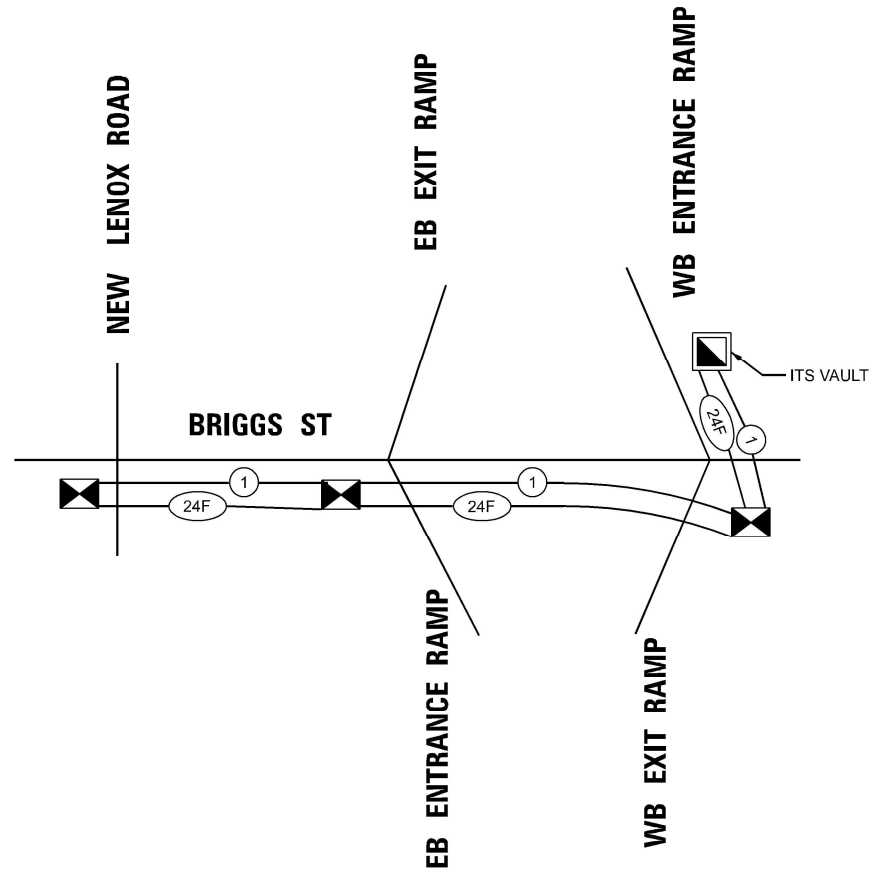 NEW LENOX ROAD
EB EXIT RAMP
WB ENTRANCE RAMP
ITS VAULT
BRIGGS ST
24F
1
1
1
24F
24F
EB ENTRANCE RAMP
WB EXIT RAMP